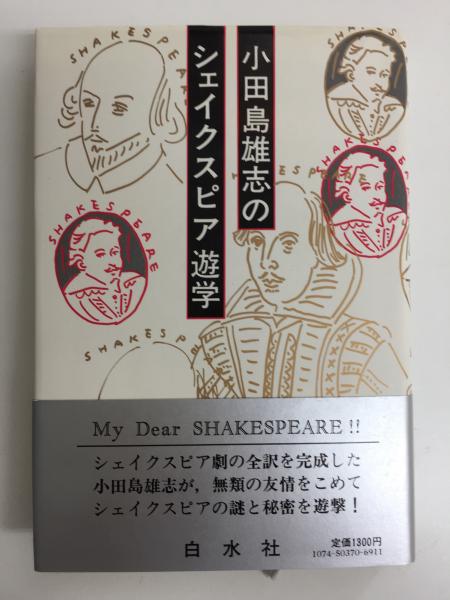 小田島雄志の
シェイクスピア遊学
SHAKESPEARE
SHAKESPEARE
SHAKESPEARE
SHAKESPEARE
SHAKESPEARE
My Dear SHAKESPEARE!!
シェイクスピア劇の全訳を完成した
小田島雄志が，無類の友情をこめて
シェイクスピアの謎と秘密を遊撃！
白水社
定価1300円
1074-50370-6911